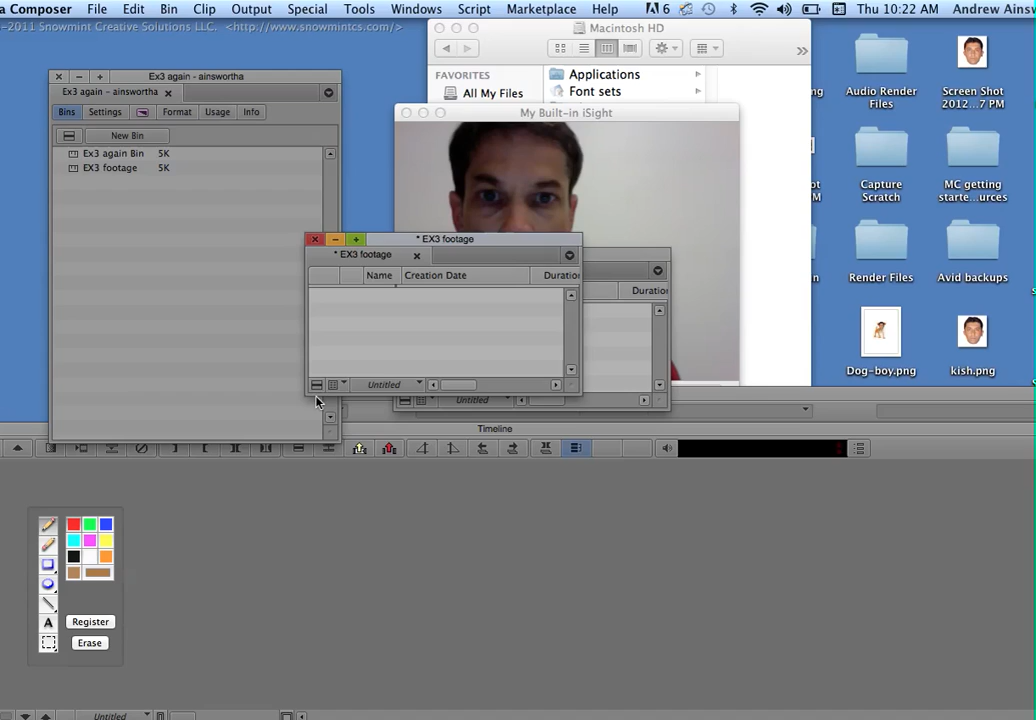 a Composer File Edit Bin Clip Output Special Tools Windows Script Marketplace Help 6 Thu 10:22 AM Andrew Ainsw
-2011 Snowmint Creative Solutions LLC. <http://www.snowmintcs.com/>
Macintosh HD
FAVORITES
All My Files
Applications
Font sets
My Built-in iSight
Ex3 again - ainswortha
Ex3 again - ainswortha
Bins Settings Format Usage Info
New Bin
Ex3 again Bin 5K
EX3 footage 5K
* EX3 footage
* EX3 footage
Name Creation Date Duratio
Untitled
Duration
Untitled
Timeline
Audio Render
Files
Screen Shot
2012...7 PM
Capture
Scratch
MC getting
starte...urces
Render Files
Avid backups
Dog-boy.png
kish.png
A
Register
Erase
Untitled